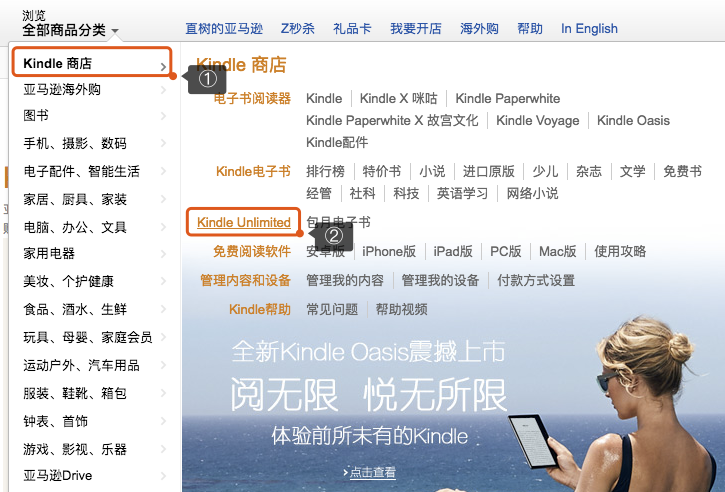 浏览
全部商品分类
直树的亚马逊 Z秒杀 礼品卡 我要开店 海外购 帮助 In English
Kindle 商店
亚马逊海外购
图书
手机、摄影、数码
电子配件、智能生活
家居、厨具、家装
电脑、办公、文具
家用电器
美妆、个护健康
食品、酒水、生鲜
玩具、母婴、家庭会员
运动户外、汽车用品
服装、鞋靴、箱包
钟表、首饰
游戏、影视、乐器
亚马逊Drive
①
Kindle 商店
电子书阅读器 Kindle Kindle X 咪咕 Kindle Paperwhite
Kindle Paperwhite X 故宫文化 Kindle Voyage Kindle Oasis
Kindle配件
Kindle电子书 排行榜 特价书 小说 进口原版 少儿 杂志 文学 免费书
经管 社科 科技 英语学习 网络小说
Kindle Unlimited 包月电子书
②
免费阅读软件 安卓版 iPhone版 iPad版 PC版 Mac版 使用攻略
管理内容和设备 管理我的内容 管理我的设备 付款方式设置
Kindle帮助 常见问题 帮助视频
全新Kindle Oasis震撼上市
阅无限 悦无所限
体验前所未有的Kindle
点击查看